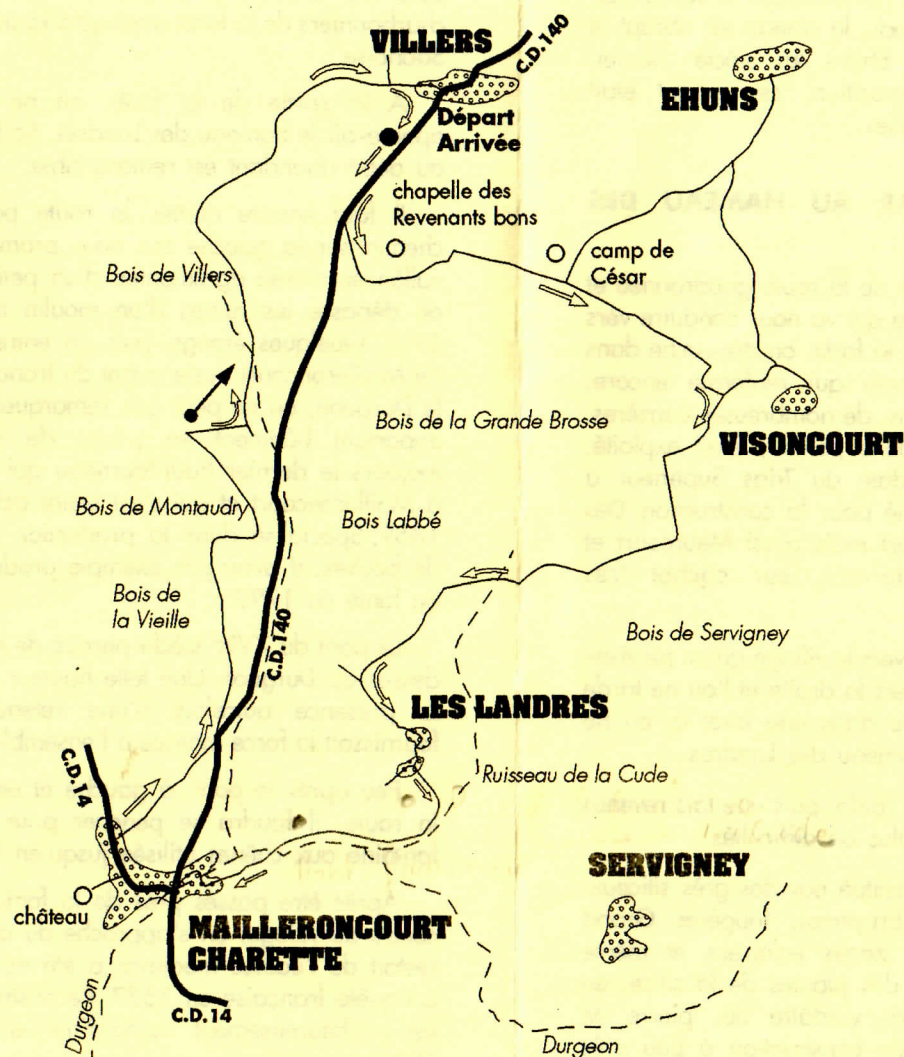 VILLERS
C.D.140
EHUNS
Départ
Arrivée
chapelle des
Revenants bons
camp de
César
Bois de Villers
Bois de la Grande Brosse
VISONCOURT
Bois de Montaudry
Bois Labbé
Bois de
la Vieille
C.D.140
Bois de Servigney
LES LANDRES
C.D.14
Ruisseau de la Cude
SERVIGNEY
château
MAILLERONCOURT
CHARETTE
C.D.14
Durgeon
Durgeon